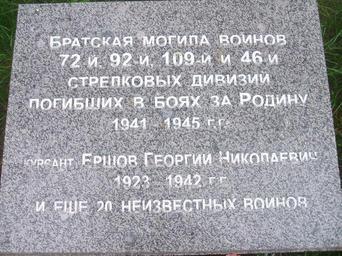 Братская могила воинов
72-й, 92-й, 109-й и 46-й
стрелковых дивизий
погибших в боях за Родину
1941 - 1945 г.г.
курсант Ершов Георгий Николаевич
1923 - 1942 г.г.
и еще 20 неизвестных воинов